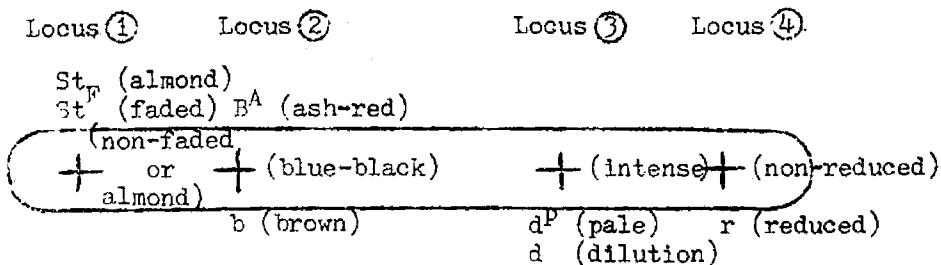 Locus ① Locus ② Locus ③ Locus ④
St (almond)
St^F (faded) B^A (ash-red)
(non-faded
+ or + (blue-black) + (intense) + (non-reduced)
almond)
b (brown) d^p (pale) r (reduced)
d (dilution)